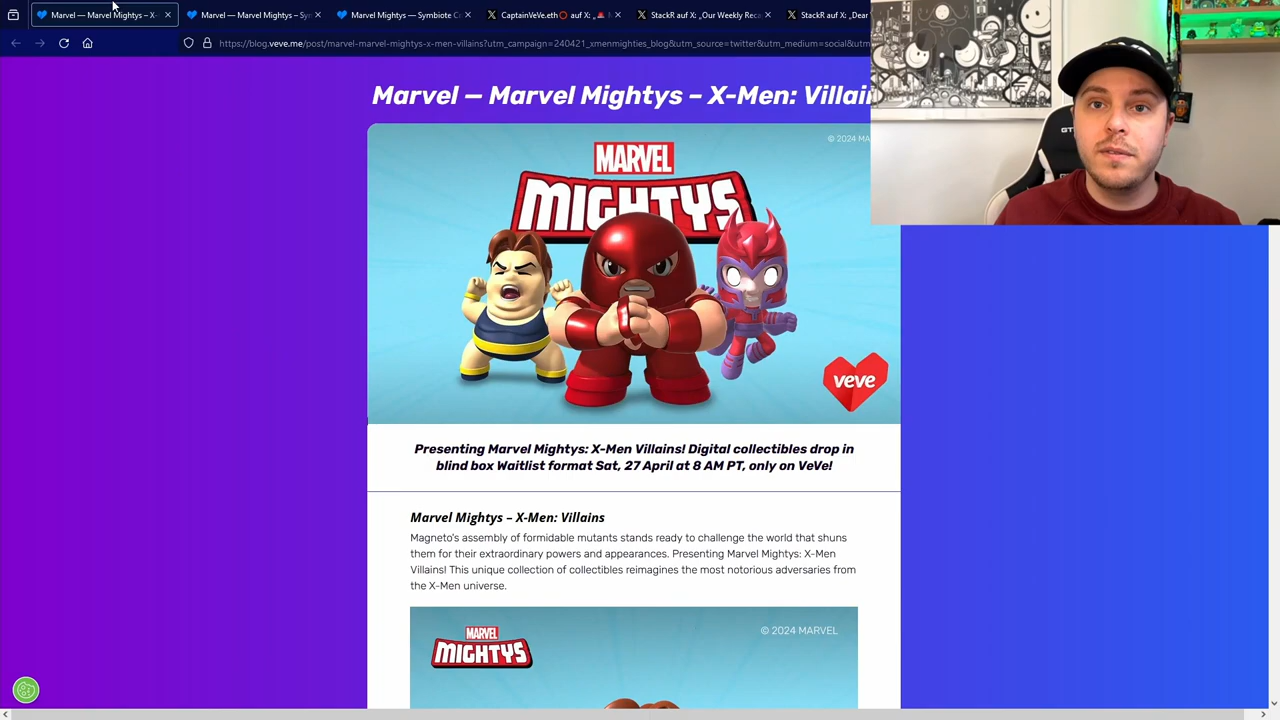 Marvel — Marvel Mightys – X-
Marvel — Marvel Mightys – Sy
Marvel Mightys — Symbiote C
CaptainVeVe.eth⭕ auf X: „🚨 M
StackR auf X: „Our Weekly Reca
StackR auf X: „Dear
https://blog.veve.me/post/marvel-marvel-mightys-x-men-villains?utm_campaign=240421_xmenmighties_blog&utm_source=twitter&utm_medium=social&utm
Marvel — Marvel Mightys – X-Men: Villain
© 2024 MA
MARVEL
MIGHTYS
veve
Presenting Marvel Mightys: X-Men Villains! Digital collectibles drop in
blind box Waitlist format Sat, 27 April at 8 AM PT, only on VeVe!
Marvel Mightys – X-Men: Villains
Magneto's assembly of formidable mutants stands ready to challenge the world that shuns
them for their extraordinary powers and appearances. Presenting Marvel Mightys: X-Men
Villains! This unique collection of collectibles reimagines the most notorious adversaries from
the X-Men universe.
MARVEL
MIGHTYS
© 2024 MARVEL
GT